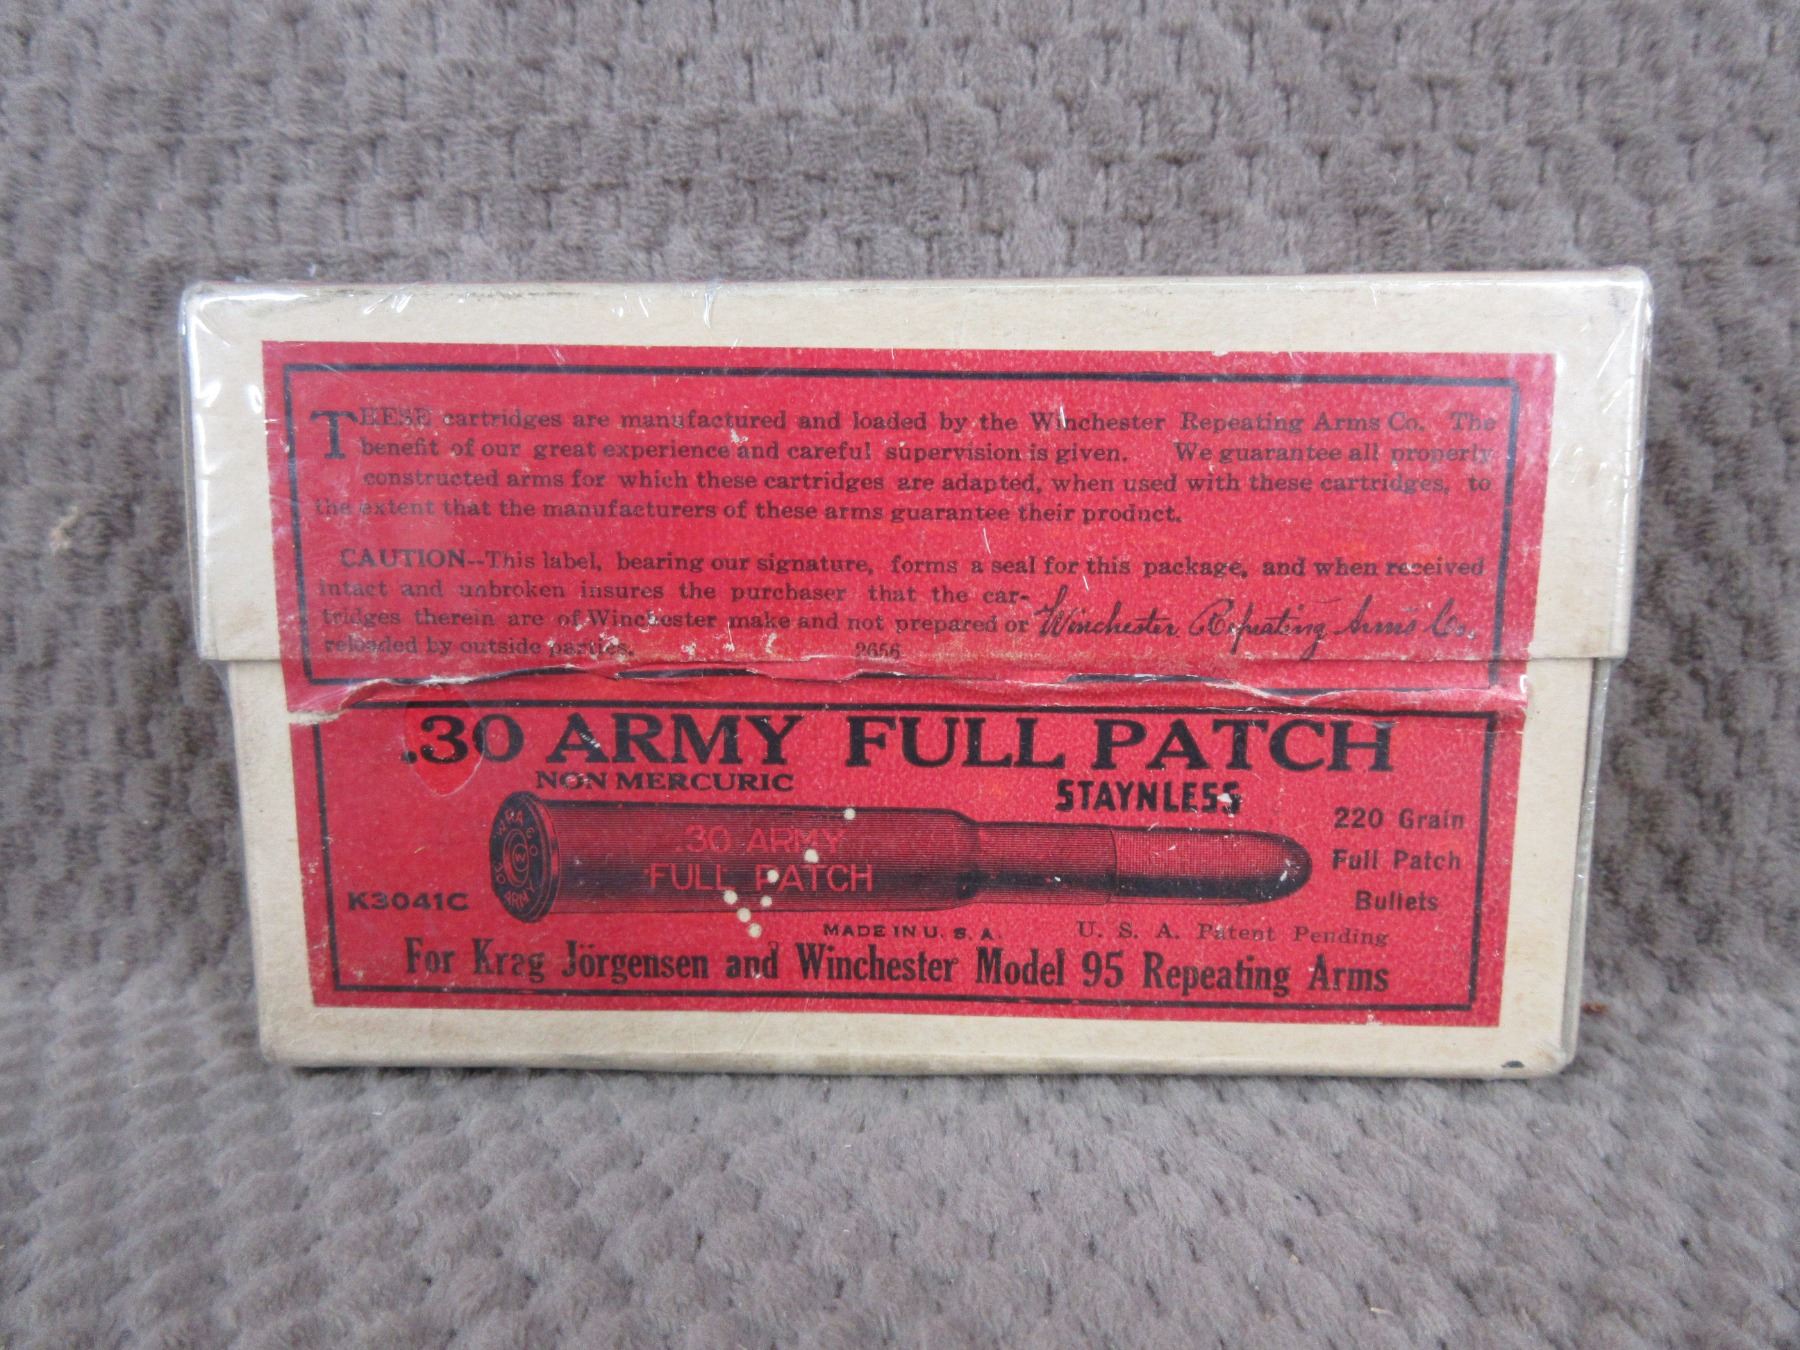 THESE cartridges are manufactured and loaded by the Winchester Repeating Arms Co. The
benefit of our great experience and careful supervision is given. We guarantee all properly
constructed arms for which these cartridges are adapted, when used with these cartridges, to
the extent that the manufacturers of these arms guarantee their product.
CAUTION--This label, bearing our signature, forms a seal for this package, and when received
intact and unbroken insures the purchaser that the car-
tridges therein are of Winchester make and not prepared or
reloaded by outside parties.
2656
Winchester Repeating Arms Co.
.30 ARMY FULL PATCH
NON MERCURIC
STAYNLESS
W.R.A. CO.
.30 ARMY
.30 ARMY
FULL PATCH
220 Grain
Full Patch
Bullets
K3041C
MADE IN U. S. A.
U. S. A. Patent Pending
For Krag Jörgensen and Winchester Model 95 Repeating Arms